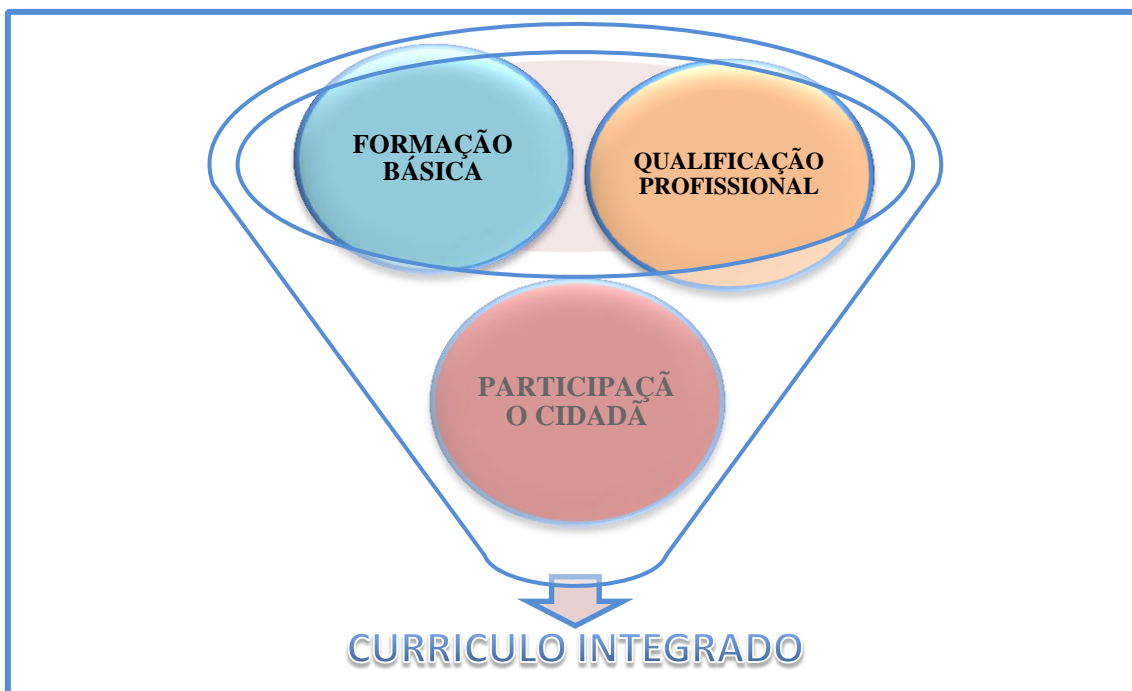 FORMAÇÃO
BÁSICA
QUALIFICAÇÃO
PROFISSIONAL
PARTICIPAÇÃ
O CIDADÃ
CURRICULO INTEGRADO